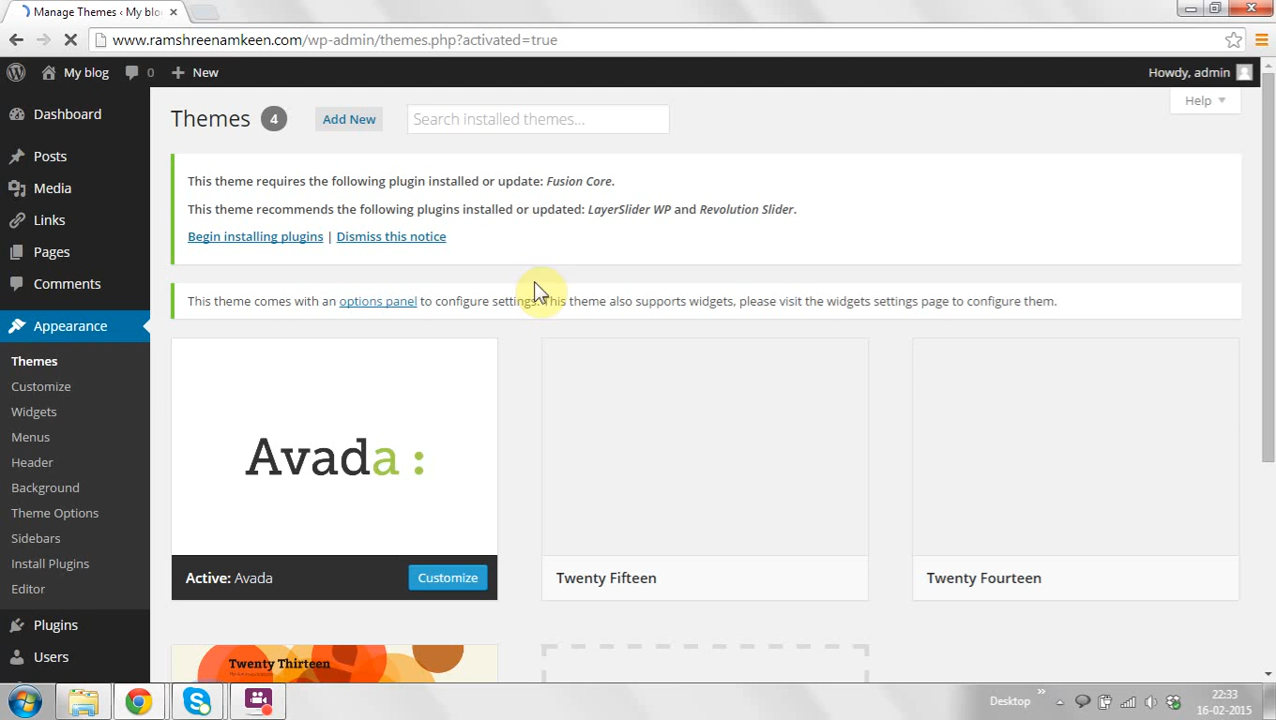 Manage Themes ‹ My blo
www.ramshreenamkeen.com/wp-admin/themes.php?activated=true
My blog
0
New
Howdy, admin
Dashboard
Posts
Media
Links
Pages
Comments
Appearance
Themes
Customize
Widgets
Menus
Header
Background
Theme Options
Sidebars
Install Plugins
Editor
Plugins
Users
Help
Themes 4 Add New Search installed themes...
This theme requires the following plugin installed or update: Fusion Core.
This theme recommends the following plugins installed or updated: LayerSlider WP and Revolution Slider.
Begin installing plugins | Dismiss this notice
This theme comes with an options panel to configure settings. This theme also supports widgets, please visit the widgets settings page to configure them.
Avada :
Active: Avada Customize
Twenty Fifteen
Twenty Fourteen
Twenty Thirteen
Desktop
22:33
16-02-2015